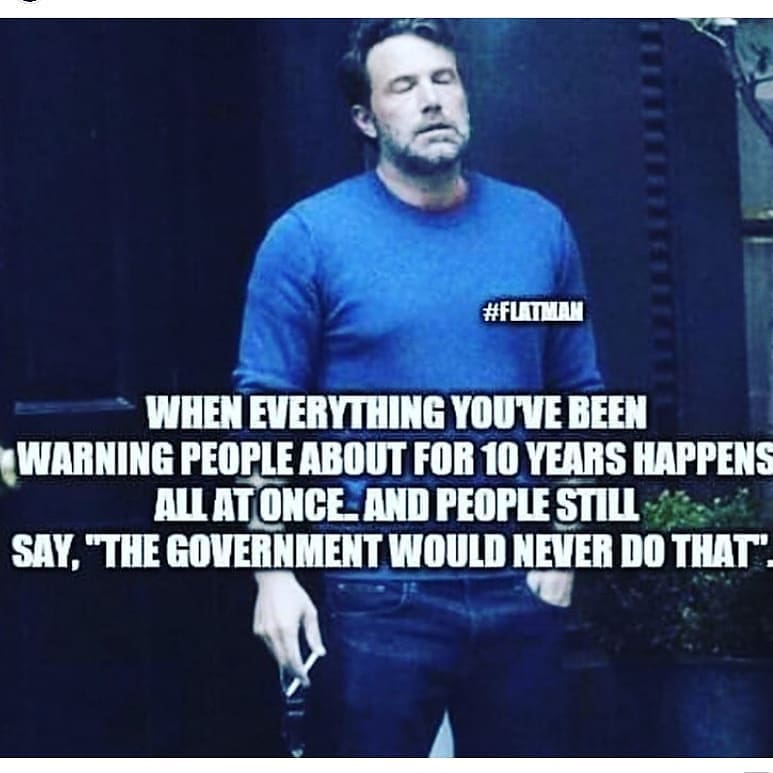 #FLATMAN
WHEN EVERYTHING YOU'VE BEEN
WARNING PEOPLE ABOUT FOR 10 YEARS HAPPENS
ALL AT ONCE.. AND PEOPLE STILL
SAY, "THE GOVERNMENT WOULD NEVER DO THAT".